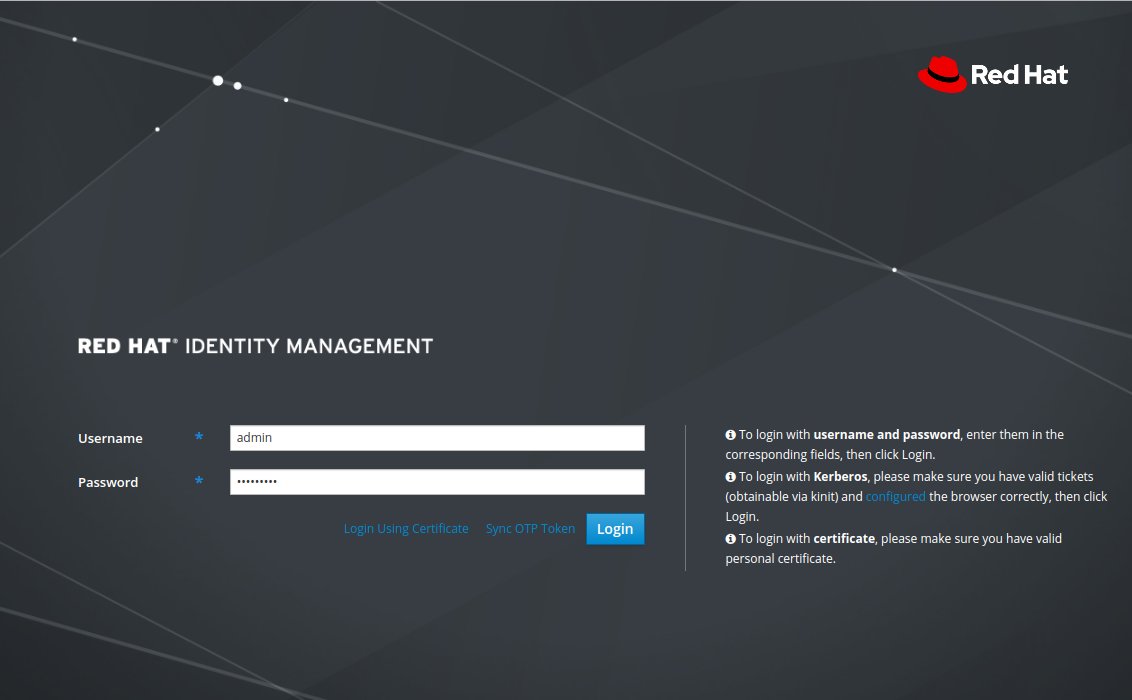 Red Hat
RED HAT® IDENTITY MANAGEMENT
Username * admin
Password * •••••••••
Login Using Certificate Sync OTP Token Login
To login with username and password, enter them in the
corresponding fields, then click Login.
To login with Kerberos, please make sure you have valid tickets
(obtainable via kinit) and configured the browser correctly, then click
Login.
To login with certificate, please make sure you have valid
personal certificate.